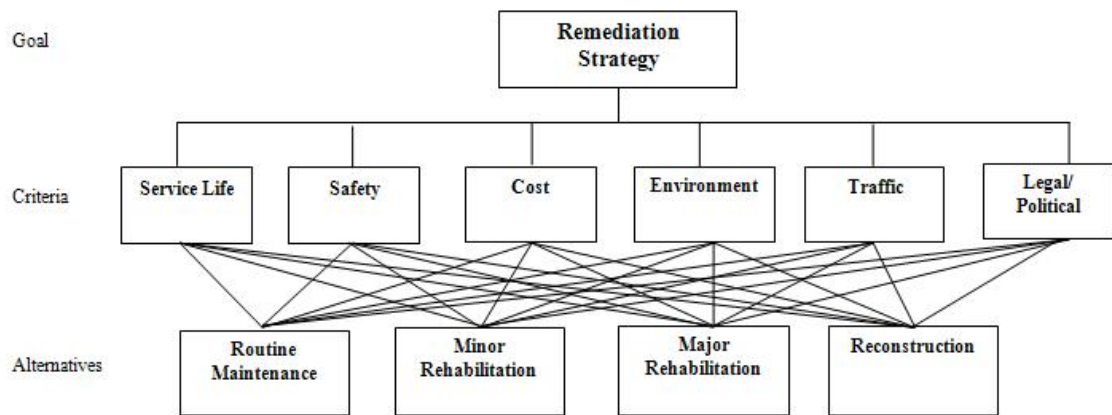 Goal
Remediation
Strategy
Criteria
Service Life
Safety
Cost
Environment
Traffic
Legal/
Political
Alternatives
Routine
Maintenance
Minor
Rehabilitation
Major
Rehabilitation
Reconstruction